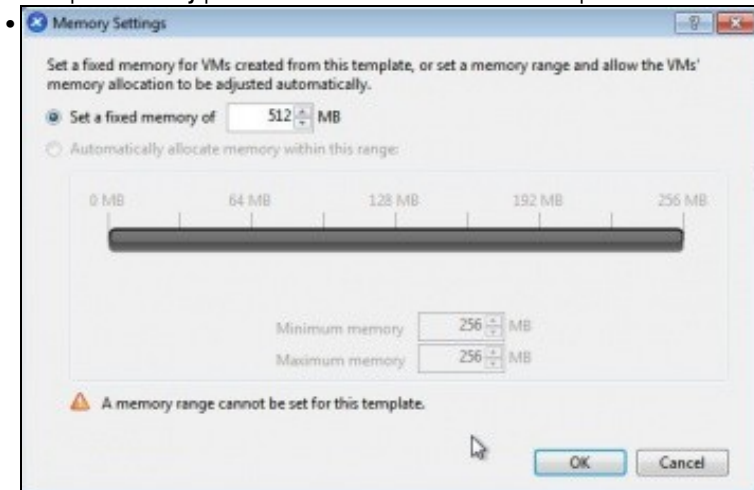 Memory Settings
Set a fixed memory for VMs created from this template, or set a memory range and allow the VMs'
memory allocation to be adjusted automatically.
Set a fixed memory of 512 MB
Automatically allocate memory within this range:
0 MB 64 MB 128 MB 192 MB 256 MB
Minimum memory 256 MB
Maximum memory 256 MB
A memory range cannot be set for this template.
OK Cancel